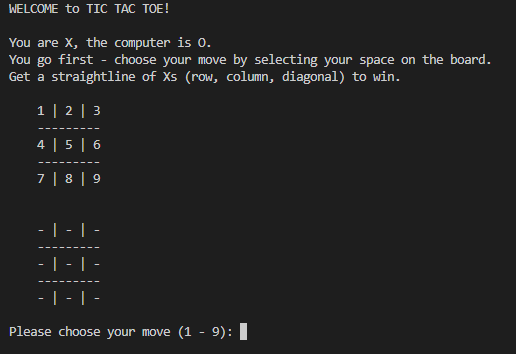 WELCOME to TIC TAC TOE!
You are X, the computer is O.
You go first - choose your move by selecting your space on the board.
Get a straightline of Xs (row, column, diagonal) to win.
1 | 2 | 3
---------
4 | 5 | 6
---------
7 | 8 | 9
- | - | -
---------
- | - | -
---------
- | - | -
Please choose your move (1 - 9):